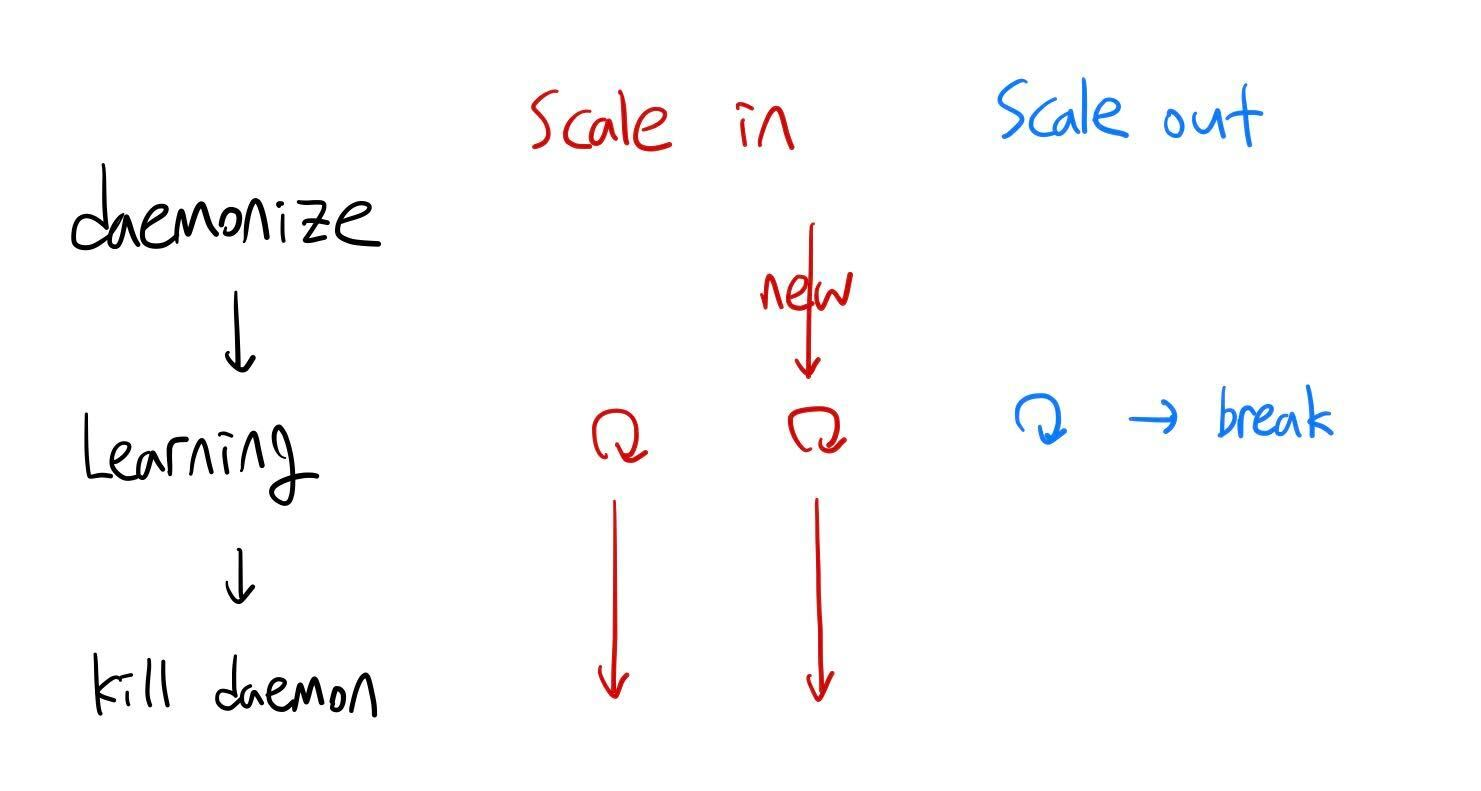 Scale in
Scale out
daemonize
new
Learning
break
kill daemon